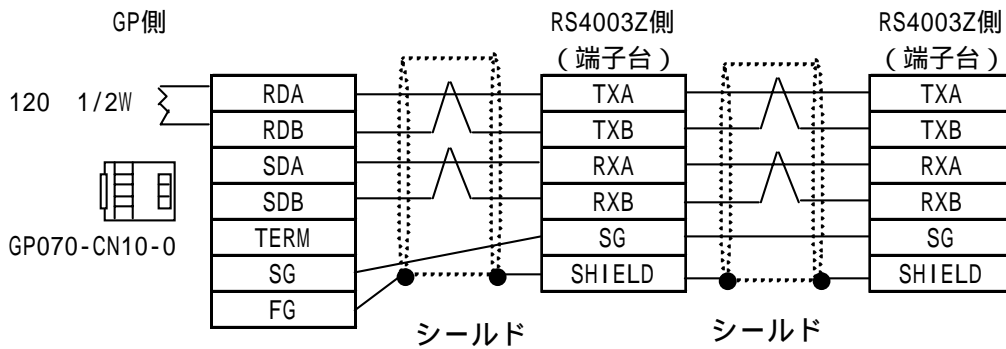 GP側
RS4003Z側
(端子台)
RS4003Z側
(端子台)
120 1/2W
RDA
TXA
TXA
RDB
TXB
TXB
SDA
RXA
RXA
SDB
RXB
RXB
GP070-CN10-0
TERM
SG
SG
SG
SHIELD
SHIELD
FG
シールド
シールド